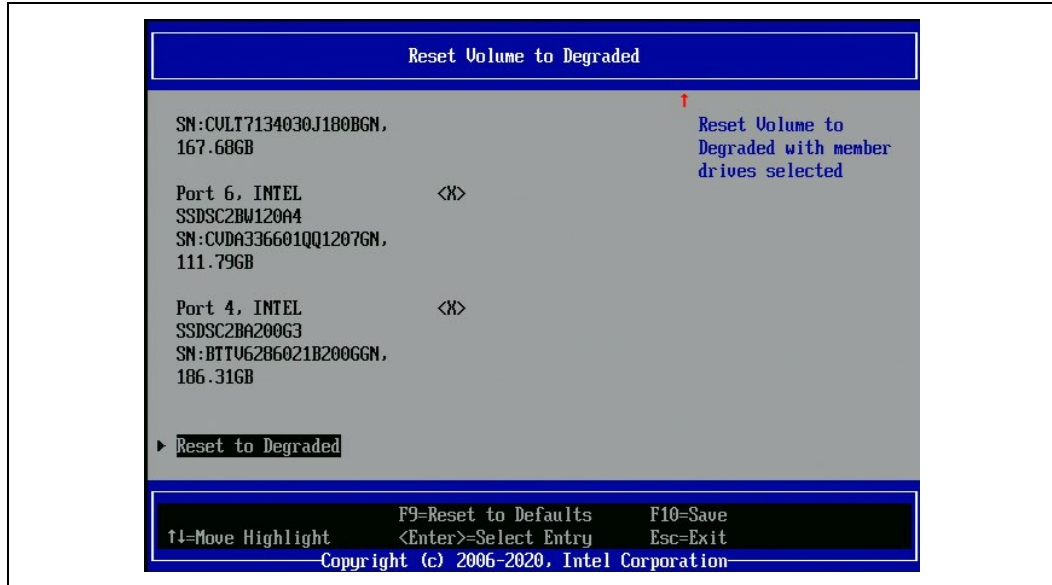 Reset Volume to Degraded
↑
SN:CVLT7134030J180BGN,
167.68GB
Reset Volume to
Degraded with member
drives selected
Port 6, INTEL <X>
SSDSC2BW120A4
SN:CVDA336601QQ1207GN,
111.79GB
Port 4, INTEL <X>
SSDSC2BA200G3
SN:BTTV6286021B200GGN,
186.31GB
▶ Reset to Degraded
F9=Reset to Defaults F10=Save
↑↓=Move Highlight <Enter>=Select Entry Esc=Exit
Copyright (c) 2006-2020, Intel Corporation